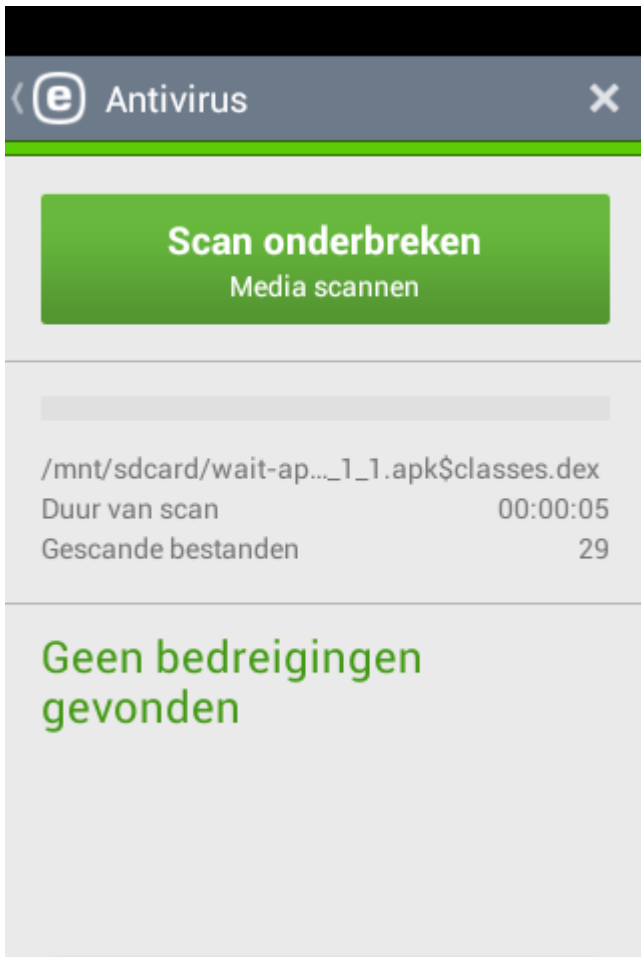 e Antivirus
Scan onderbreken
Media scannen
/mnt/sdcard/wait-ap..._1_1.apk$classes.dex
Duur van scan 00:00:05
Gescande bestanden 29
Geen bedreigingen
gevonden